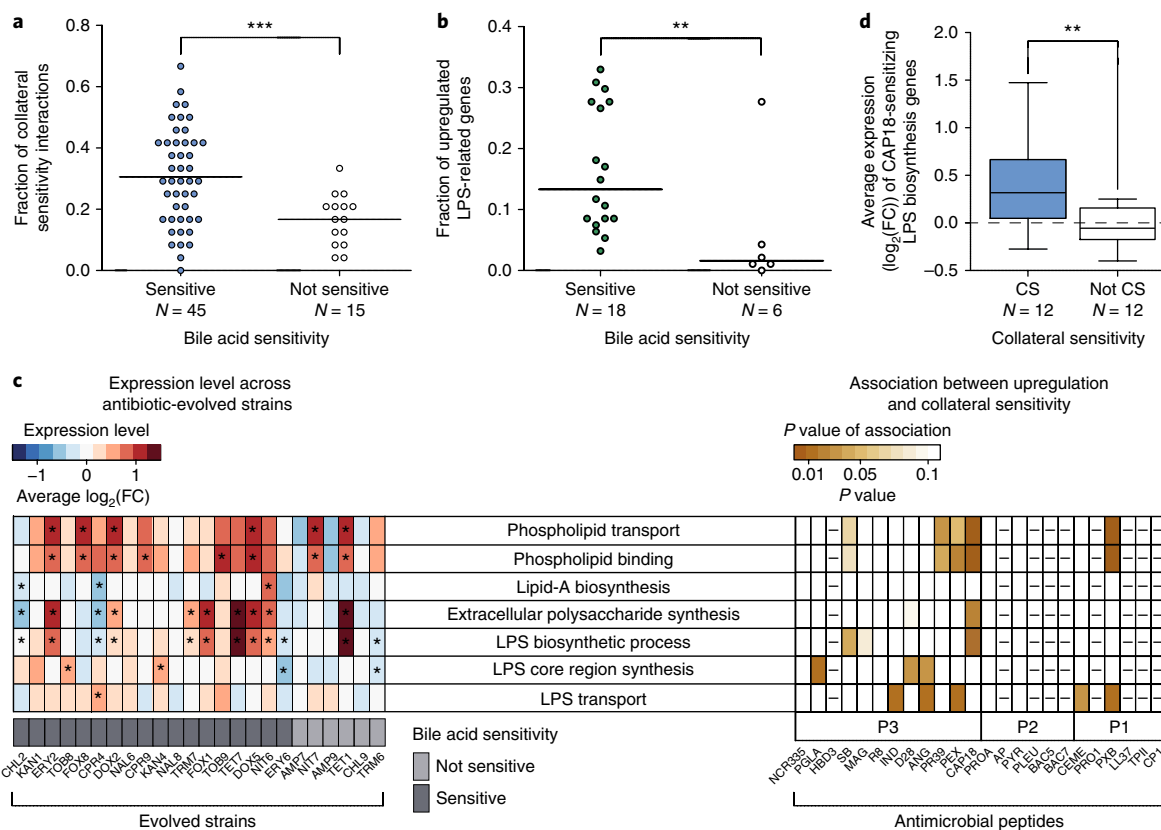 a
0.8
0.6
0.4
0.2
0.0
Fraction of collateral
sensitivity interactions
***
Sensitive
N = 45
Not sensitive
N = 15
Bile acid sensitivity
b
0.4
0.3
0.2
0.1
0.0
Fraction of upregulated
LPS-related genes
**
Sensitive
N = 18
Not sensitive
N = 6
Bile acid sensitivity
d
2.0
1.5
1.0
0.5
0.0
−0.5
Average expression
(log2(FC)) of CAP18-sensitizing
LPS biosynthesis genes
**
CS
N = 12
Not CS
N = 12
Collateral sensitivity
c
Expression level across
antibiotic-evolved strains
Expression level
−1 0 1
Average log2(FC)
Association between upregulation
and collateral sensitivity
P value of association
0.01 0.05 0.1
P value
Phospholipid transport
Phospholipid binding
Lipid-A biosynthesis
Extracellular polysaccharide synthesis
LPS biosynthetic process
LPS core region synthesis
LPS transport
P3 P2 P1
Bile acid sensitivity
Not sensitive
Sensitive
CHL2 KAN1 ERY2 TOB8 FOX8 CPR4 DOX2 NAL6 CPR9 KAN4 NAL8 TRM7 FOX1 TOB9 TET7 DOX5 NIT6 ERY6 AMP7 NIT7 AMP9 TET1 CHL9 TRM6
Evolved strains
NCR335 PGLA HBD3 SB MAG R8 IND D28 ANG PR39 PEX CAP18 PROA AP PYR PLEU BAC5 BAC7 CEME PRO1 PXB LL37 TPII CP1
Antimicrobial peptides